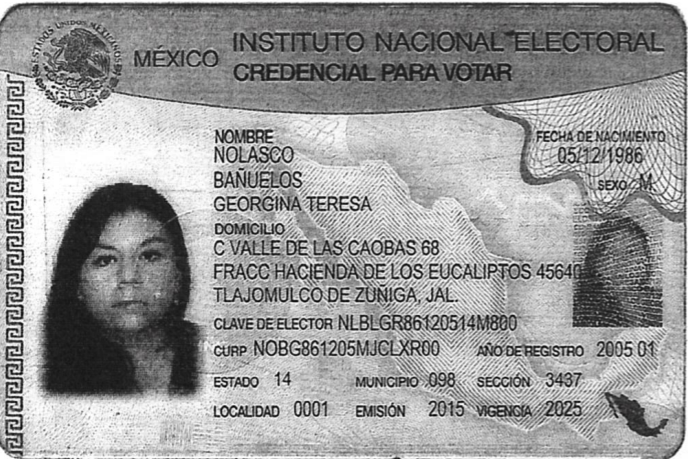 ESTADOS UNIDOS MEXICANOS
MÉXICO INSTITUTO NACIONAL ELECTORAL
CREDENCIAL PARA VOTAR
NOMBRE
NOLASCO
BAÑUELOS
GEORGINA TERESA
FECHA DE NACIMIENTO
05/12/1986
SEXO M
DOMICILIO
C VALLE DE LAS CAOBAS 68
FRACC HACIENDA DE LOS EUCALIPTOS 45640
TLAJOMULCO DE ZUÑIGA, JAL.
CLAVE DE ELECTOR NLBLGR86120514M800
CURP NOBG861205MJCLXR00 AÑO DE REGISTRO 2005 01
ESTADO 14 MUNICIPIO 098 SECCIÓN 3437
LOCALIDAD 0001 EMISIÓN 2015 VIGENCIA 2025